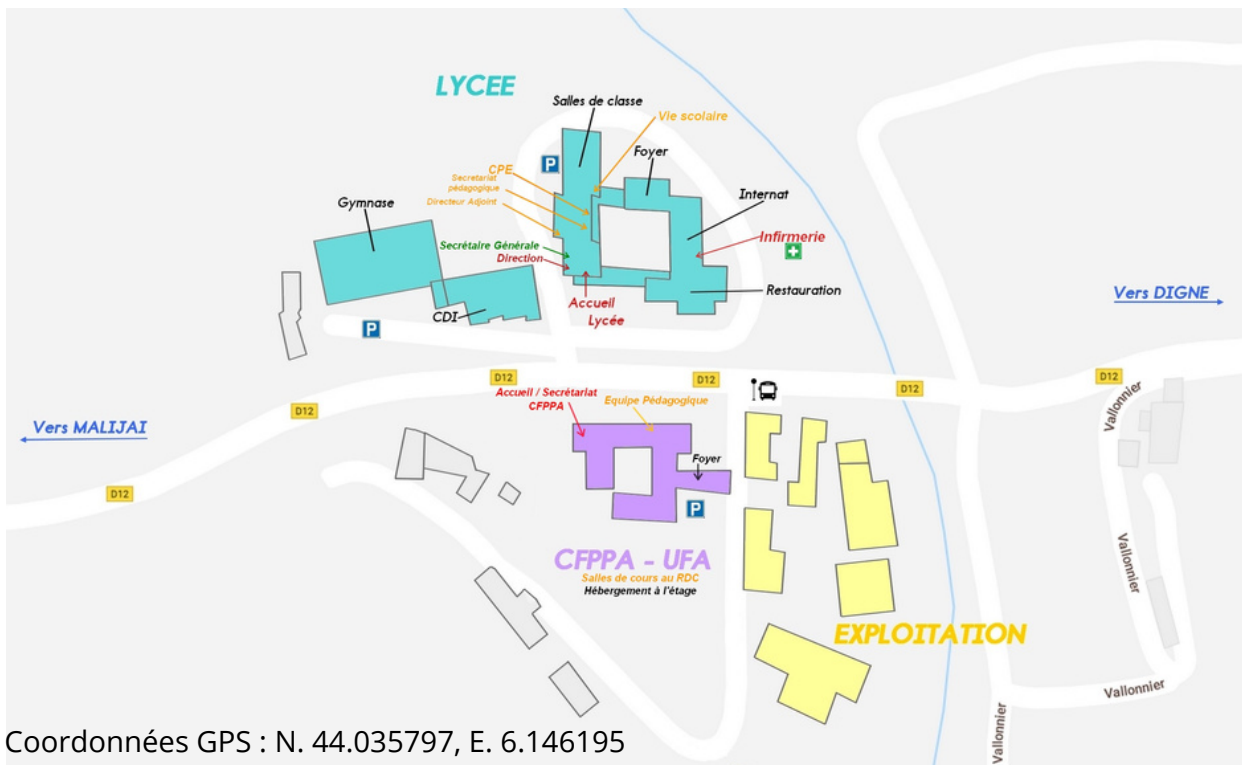 LYCEE
Salles de classe
Vie scolaire
P
Foyer
CPE
Secretariat
pédagogique
Directeur Adjoint
Internat
Gymnase
Infirmerie
Secrétaire Générale
Direction
Restauration
Accueil
Lycée
CDI
P
Vers DIGNE
D12
D12
D12
D12
D12
D12
Accueil / Secrétariat
CFPPA
Equipe Pédagogique
Vers MALIJAI
Foyer
P
CFPPA - UFA
Salles de cours au RDC
Hébergement à l'étage
EXPLOITATION
Vallonnier
Vallonnier
Vallonnier
Vallonnier
Coordonnées GPS : N. 44.035797, E. 6.146195